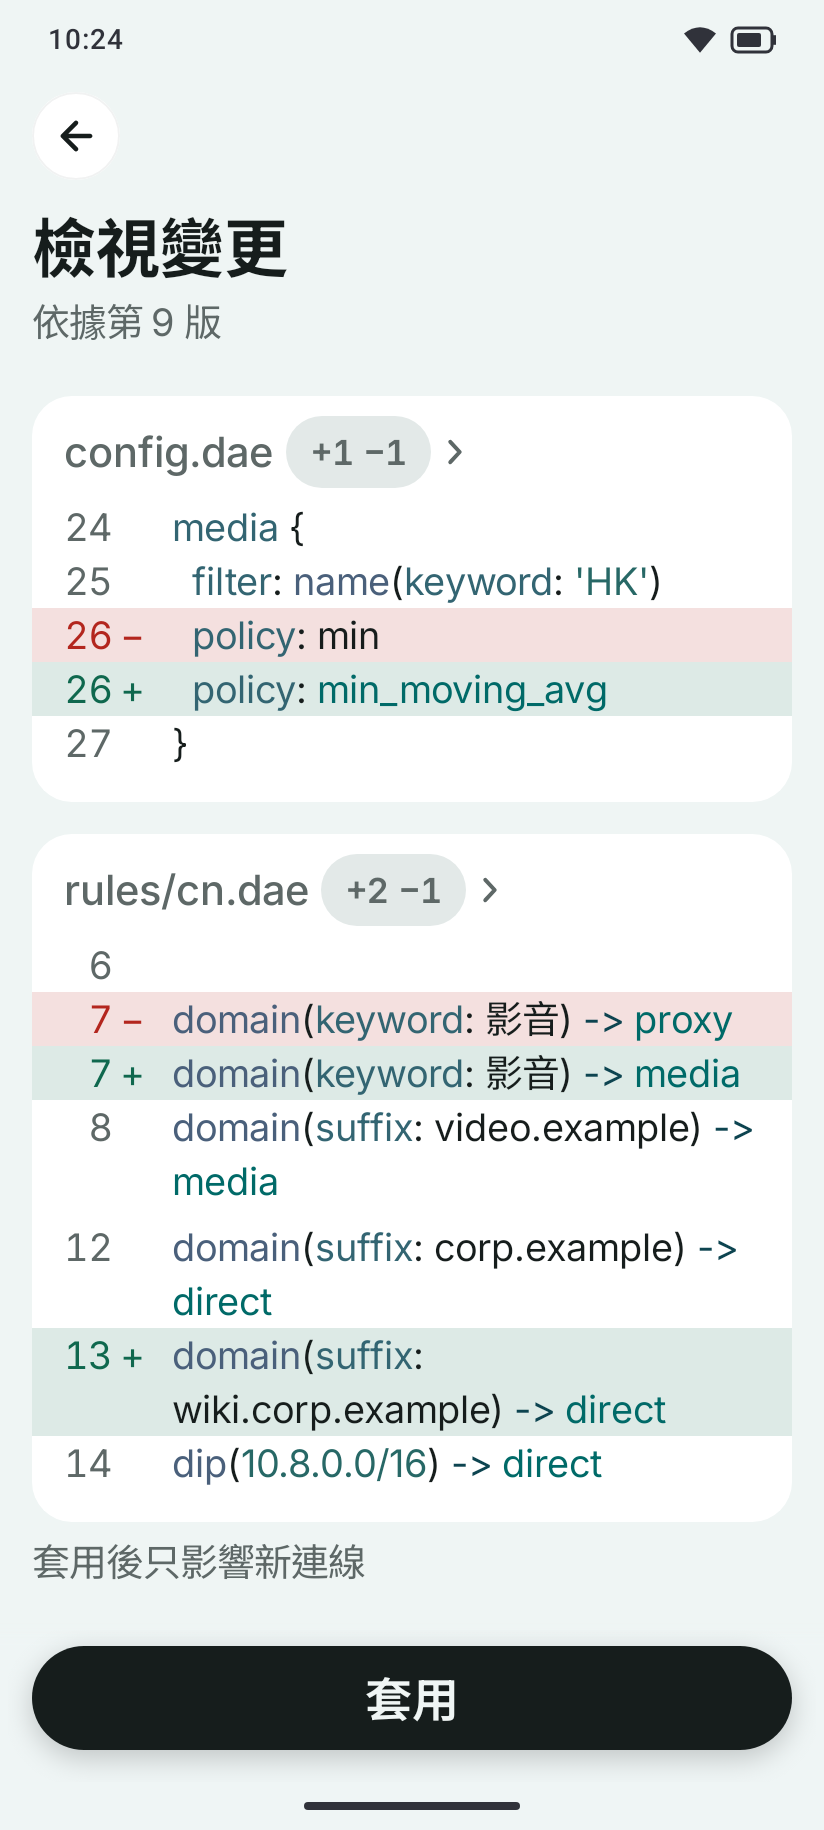 10:24
檢視變更
依據第 9 版
config.dae +1 −1
24 media {
25 filter: name(keyword: 'HK')
26 − policy: min
26 + policy: min_moving_avg
27 }
rules/cn.dae +2 −1
6
7 − domain(keyword: 影音) -> proxy
7 + domain(keyword: 影音) -> media
8 domain(suffix: video.example) ->
media
12 domain(suffix: corp.example) ->
direct
13 + domain(suffix:
wiki.corp.example) -> direct
14 dip(10.8.0.0/16) -> direct
套用後只影響新連線
套用